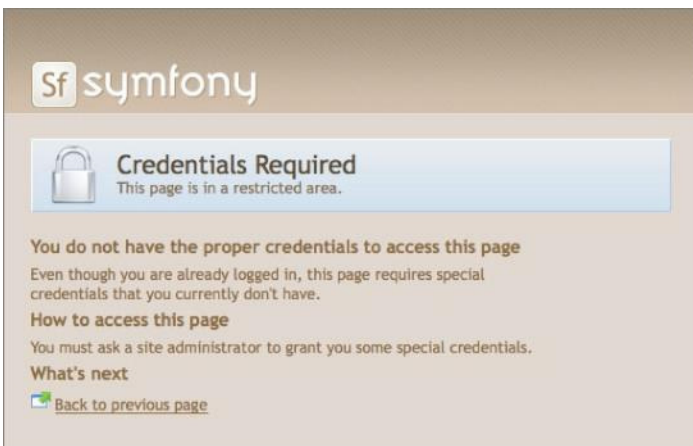 Sf symfony
Credentials Required
This page is in a restricted area.
You do not have the proper credentials to access this page
Even though you are already logged in, this page requires special
credentials that you currently don't have.
How to access this page
You must ask a site administrator to grant you some special credentials.
What's next
Back to previous page